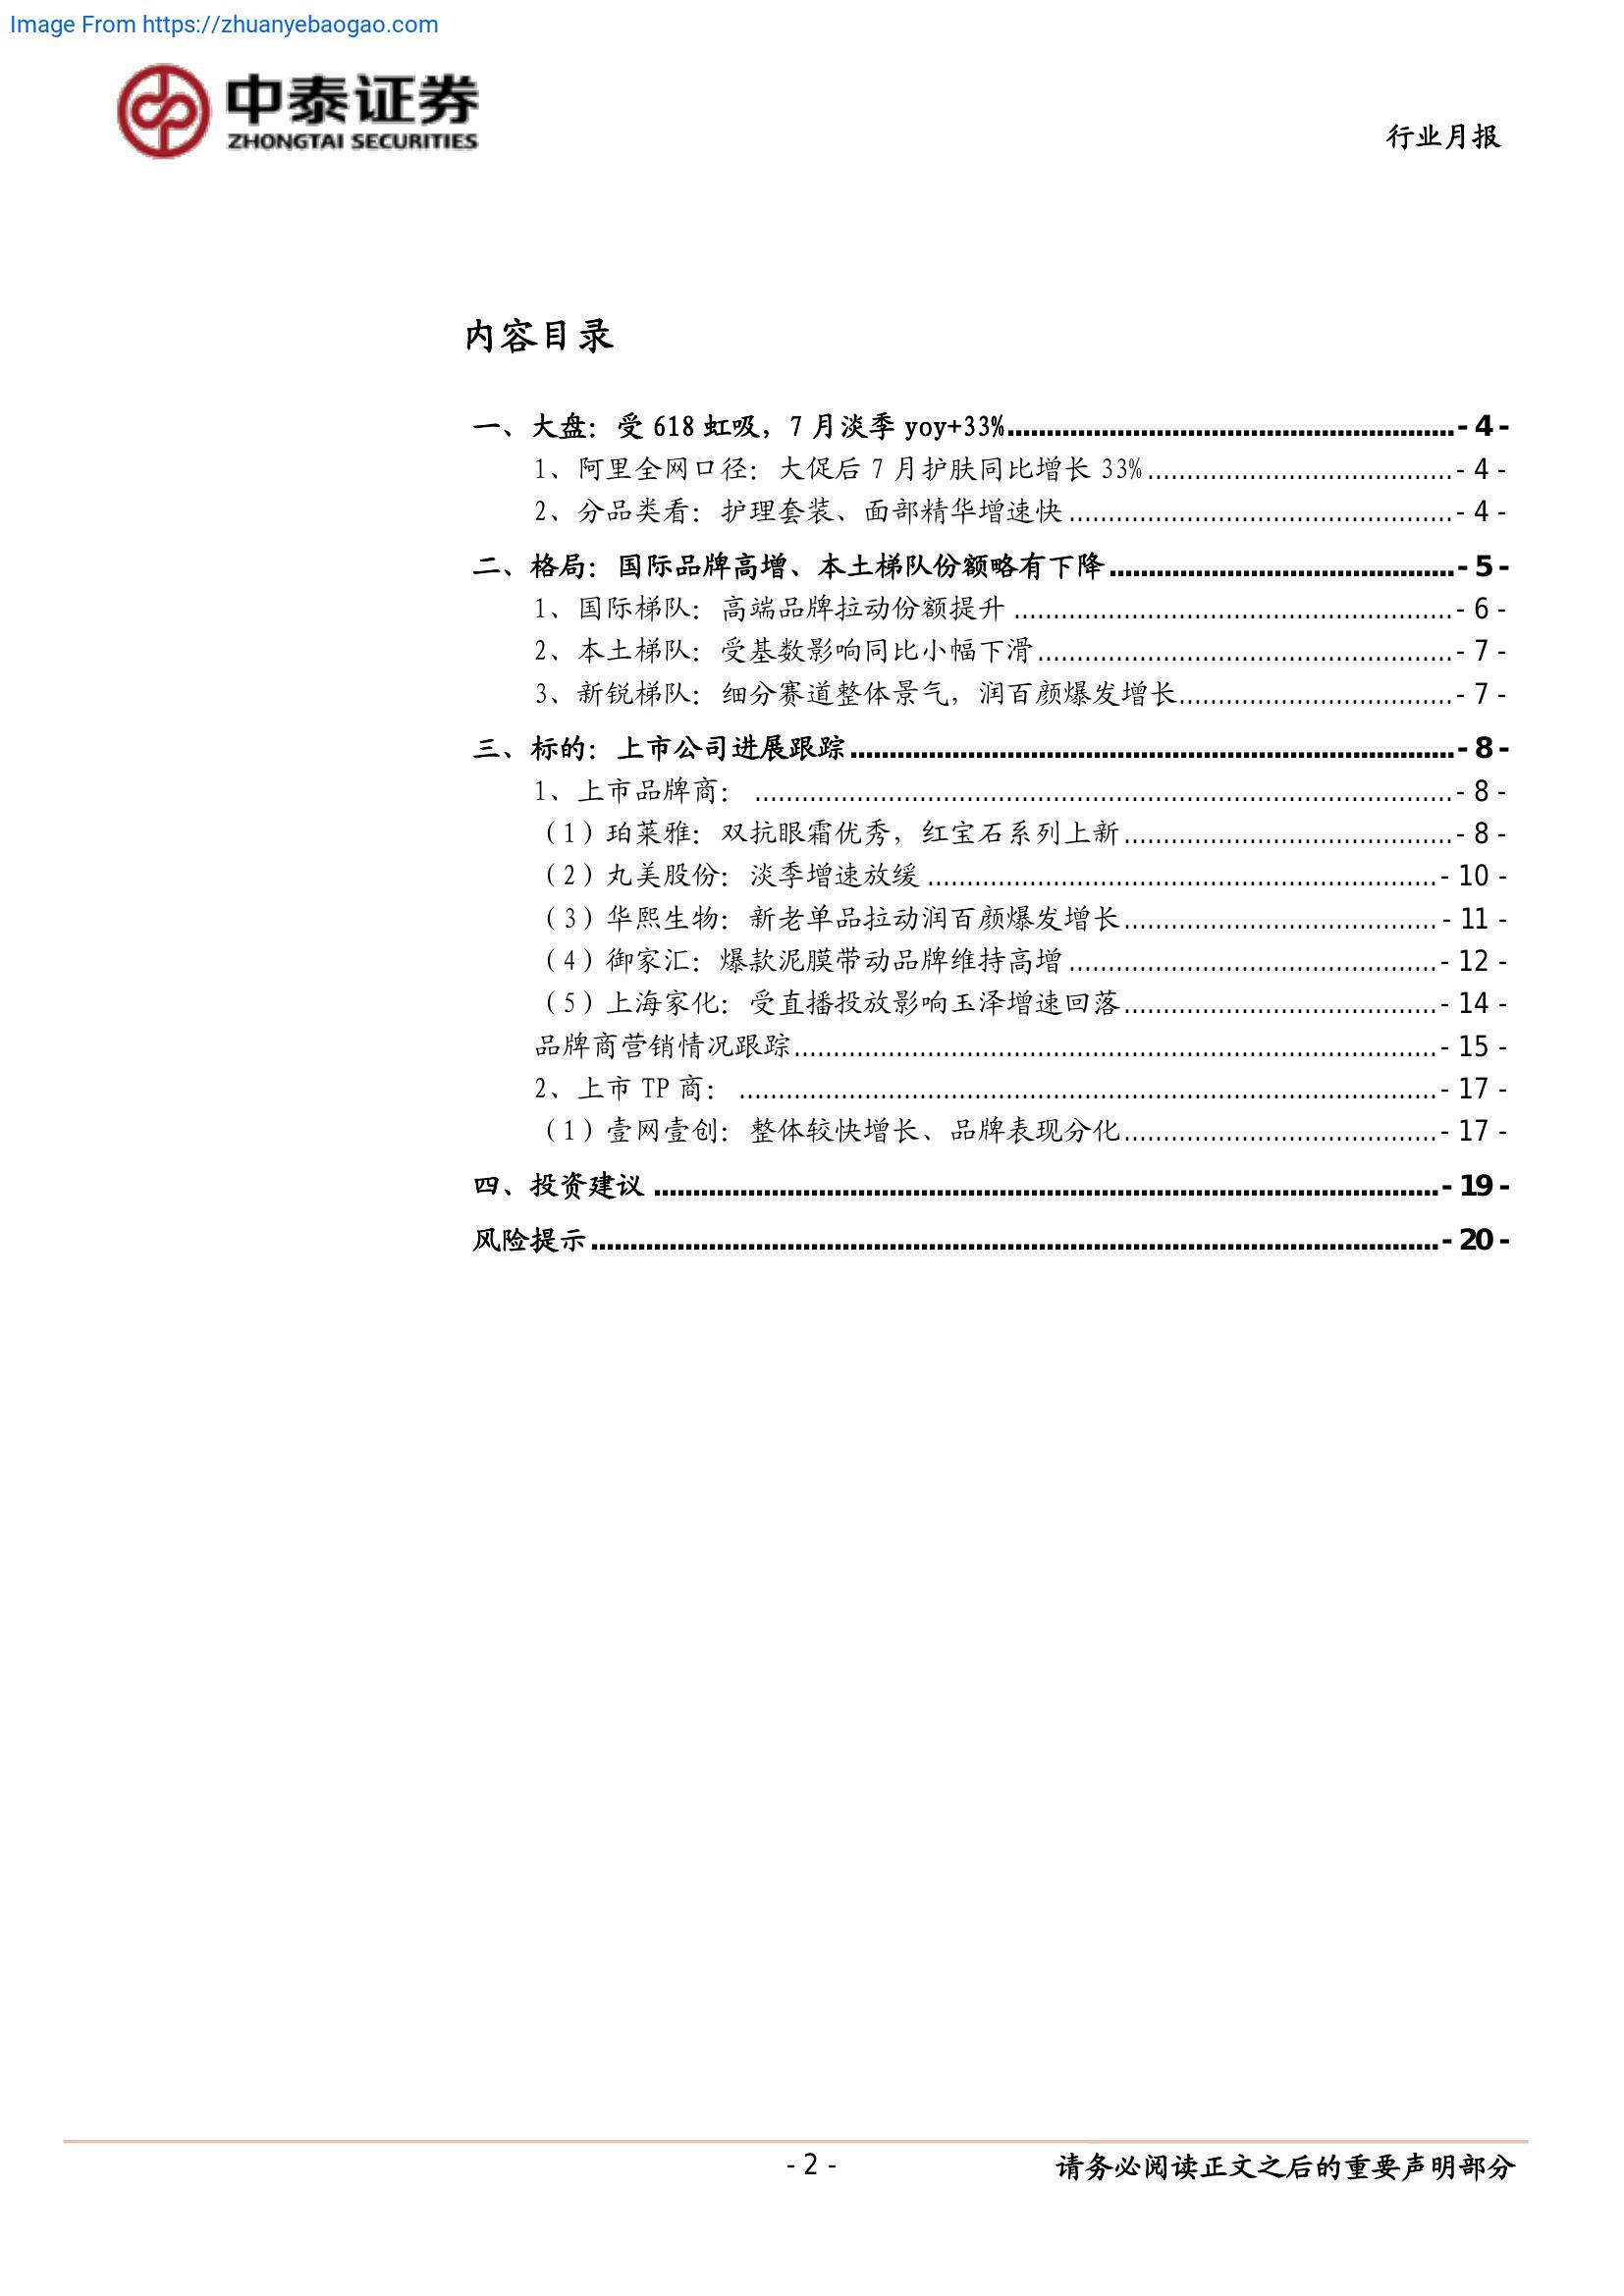 Image From https://zhuanyebaogao.com
中泰证券
ZHONGTAI SECURITIES
行业月报
内容目录
一、大盘：受 618 虹吸，7 月淡季 yoy+33%......- 4 -
1、阿里全网口径：大促后 7 月护肤同比增长 33%......- 4 -
2、分品类看：护理套装、面部精华增速快......- 4 -
二、格局：国际品牌高增、本土梯队份额略有下降......- 5 -
1、国际梯队：高端品牌拉动份额提升......- 6 -
2、本土梯队：受基数影响同比小幅下滑......- 7 -
3、新锐梯队：细分赛道整体景气，润百颜爆发增长......- 7 -
三、标的：上市公司进展跟踪......- 8 -
1、上市品牌商：......- 8 -
（1）珀莱雅：双抗眼霜优秀，红宝石系列上新......- 8 -
（2）丸美股份：淡季增速放缓......- 10 -
（3）华熙生物：新老单品拉动润百颜爆发增长......- 11 -
（4）御家汇：爆款泥膜带动品牌维持高增......- 12 -
（5）上海家化：受直播投放影响玉泽增速回落......- 14 -
品牌商营销情况跟踪......- 15 -
2、上市 TP 商：......- 17 -
（1）壹网壹创：整体较快增长、品牌表现分化......- 17 -
四、投资建议......- 19 -
风险提示......- 20 -
- 2 -
请务必阅读正文之后的重要声明部分